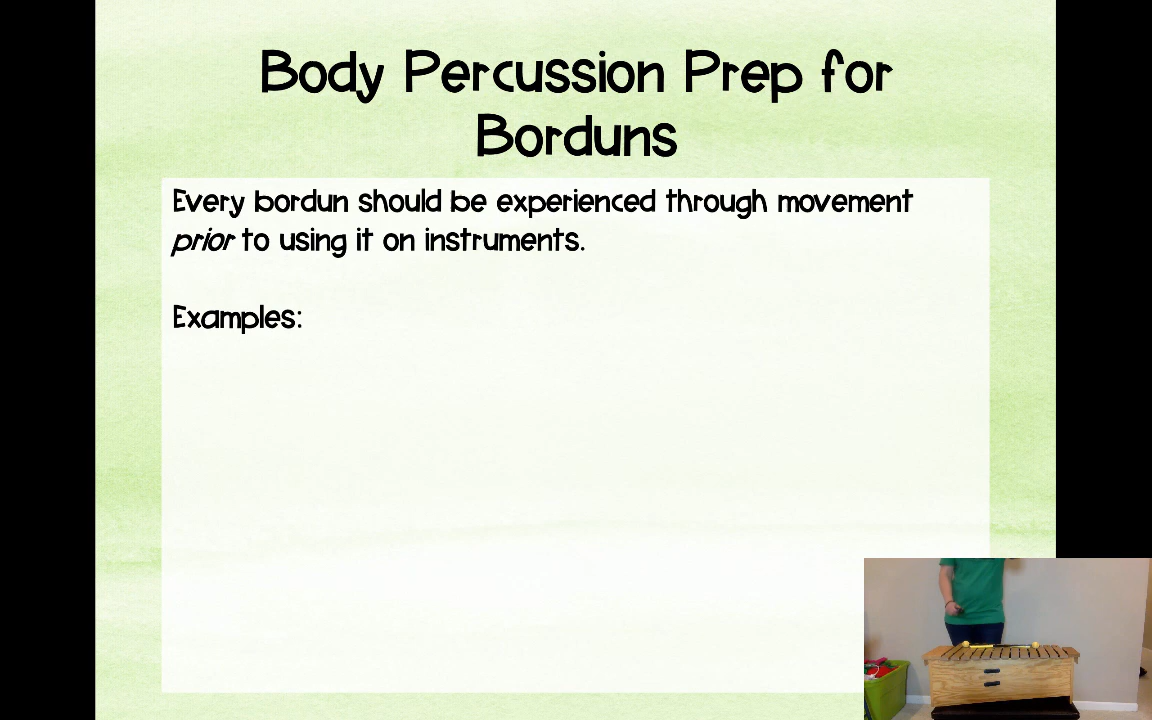 Body Percussion Prep for
Borduns
Every bordun should be experienced through movement
prior to using it on instruments.
Examples: